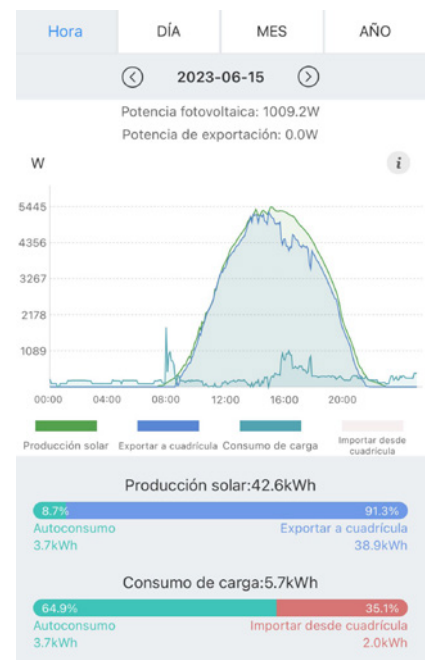 Hora DÍA MES AÑO
2023-06-15
Potencia fotovoltaica: 1009.2W
Potencia de exportación: 0.0W
W i
5445
4356
3267
2178
1089
00:00 04:00 08:00 12:00 16:00 20:00
Producción solar Exportar a cuadrícula Consumo de carga Importar desde
cuadrícula
Producción solar:42.6kWh
8.7% 91.3%
Autoconsumo Exportar a cuadrícula
3.7kWh 38.9kWh
Consumo de carga:5.7kWh
64.9% 35.1%
Autoconsumo Importar desde cuadrícula
3.7kWh 2.0kWh